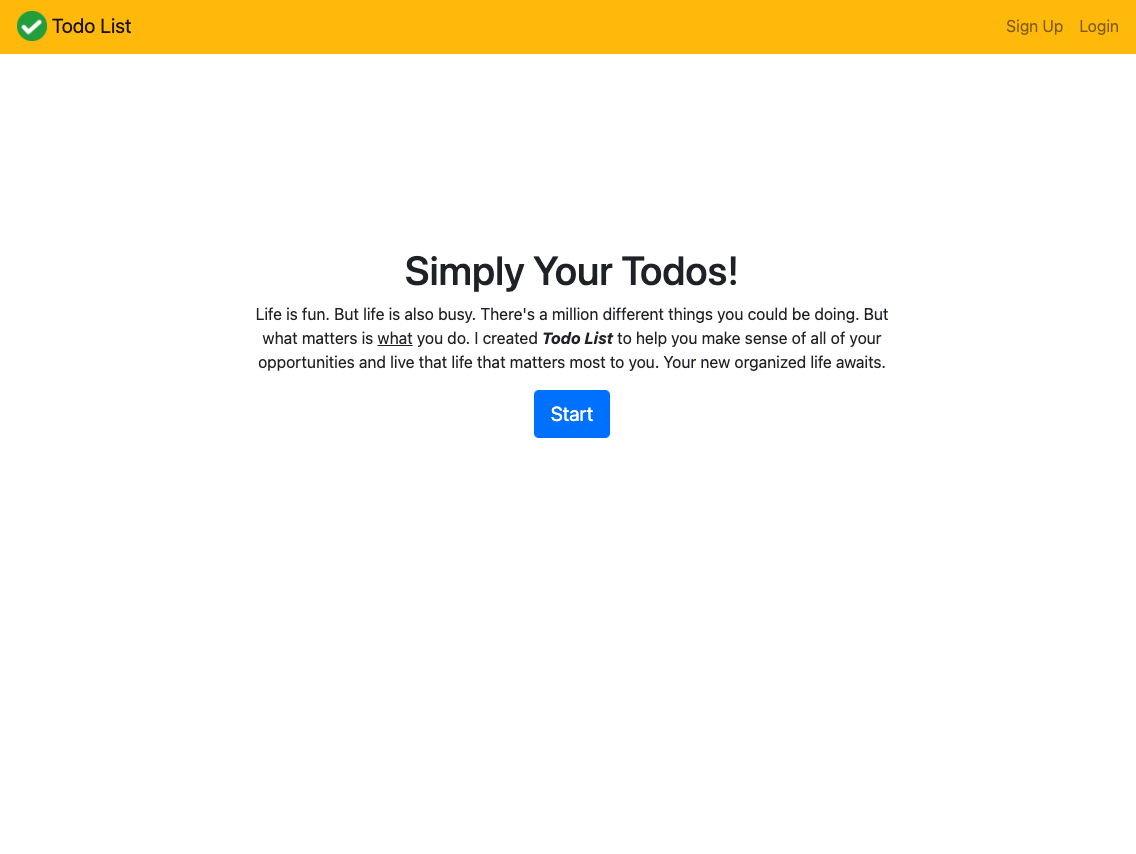 Todo List
Sign Up
Login
Simply Your Todos!
Life is fun. But life is also busy. There's a million different things you could be doing. But
what matters is what you do. I created Todo List to help you make sense of all of your
opportunities and live that life that matters most to you. Your new organized life awaits.
Start